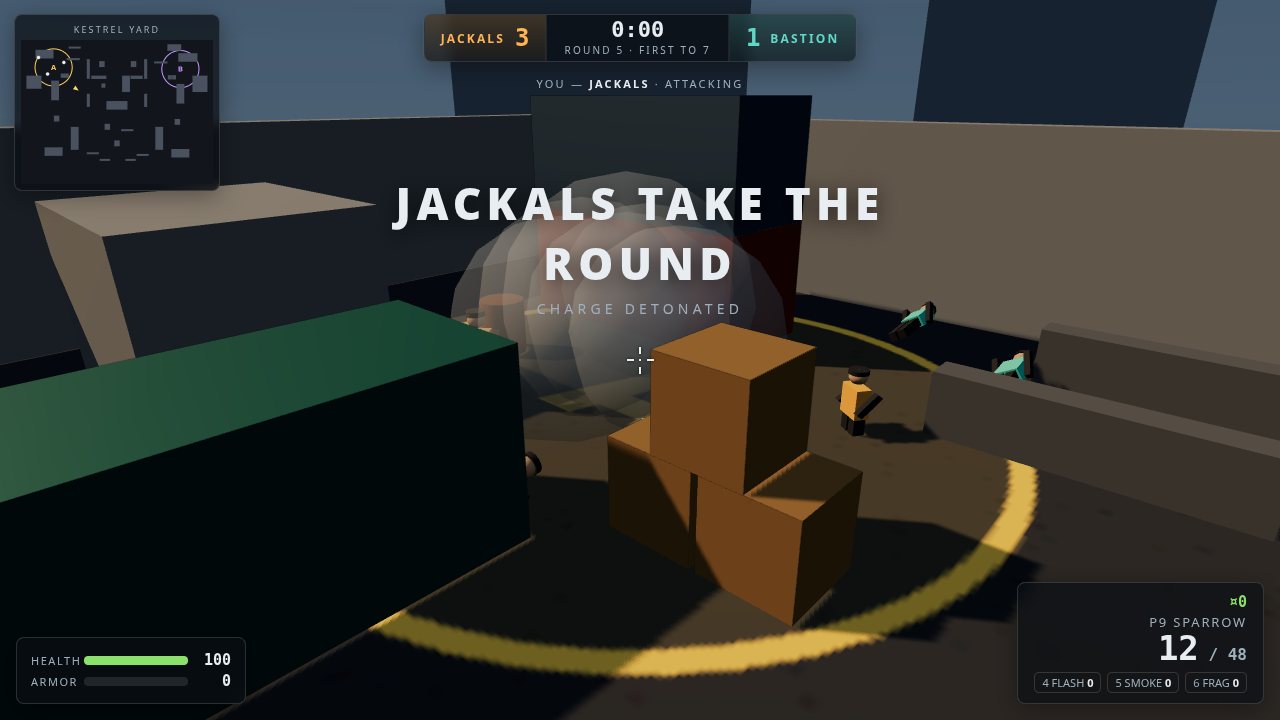 KESTREL YARD
A
B
JACKALS 3
0:00
ROUND 5 · FIRST TO 7
1 BASTION
YOU — JACKALS · ATTACKING
JACKALS TAKE THE
ROUND
CHARGE DETONATED
HEALTH 100
ARMOR 0
¤0
P9 SPARROW
12 / 48
4 FLASH 0
5 SMOKE 0
6 FRAG 0